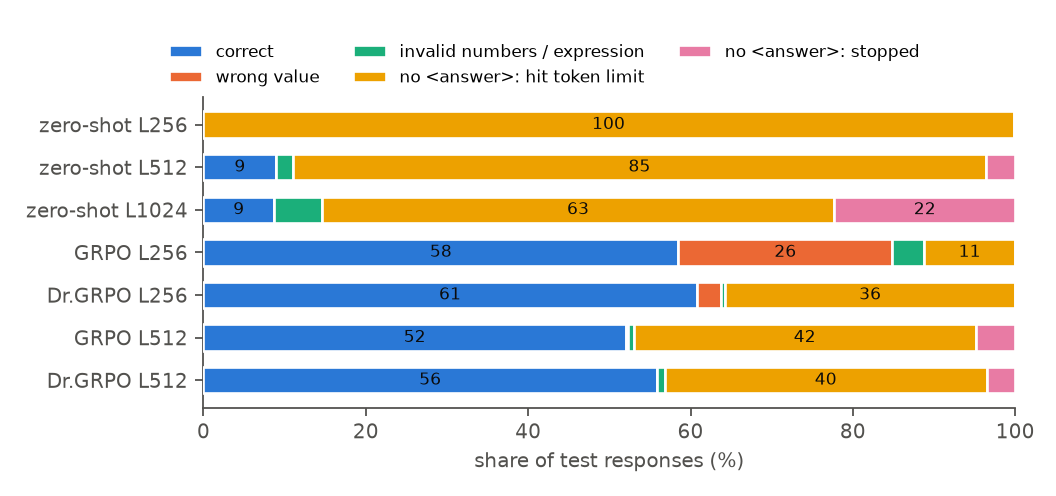 correct
invalid numbers / expression
no <answer>: stopped
wrong value
no <answer>: hit token limit
zero-shot L256
100
zero-shot L512
9
85
zero-shot L1024
9
63
22
GRPO L256
58
26
11
Dr.GRPO L256
61
36
GRPO L512
52
42
Dr.GRPO L512
56
40
0
20
40
60
80
100
share of test responses (%)